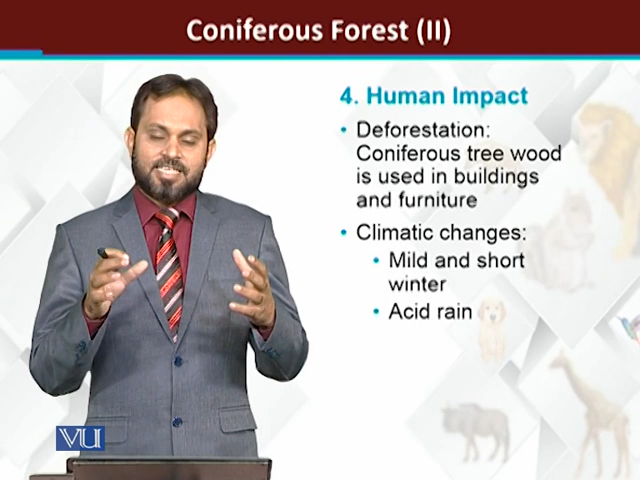 Coniferous Forest (II)
4. Human Impact
• Deforestation:
Coniferous tree wood
is used in buildings
and furniture
• Climatic changes:
• Mild and short
winter
• Acid rain
VU